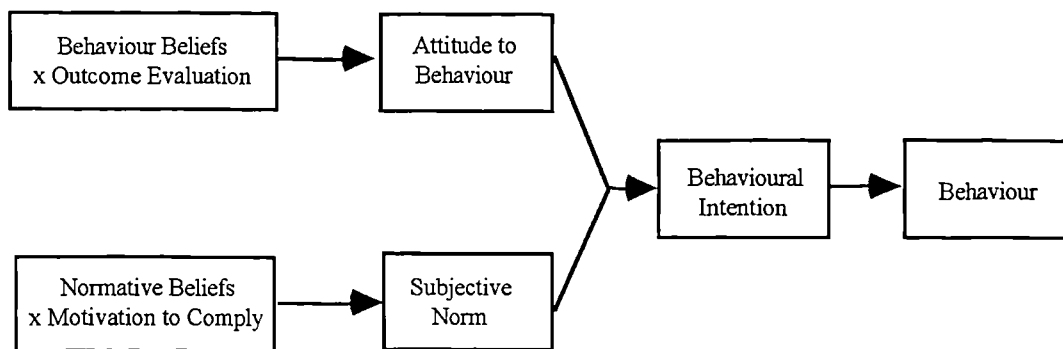 Behaviour Beliefs
x Outcome Evaluation
Attitude to
Behaviour
Behavioural
Intention
Behaviour
Normative Beliefs
x Motivation to Comply
Subjective
Norm